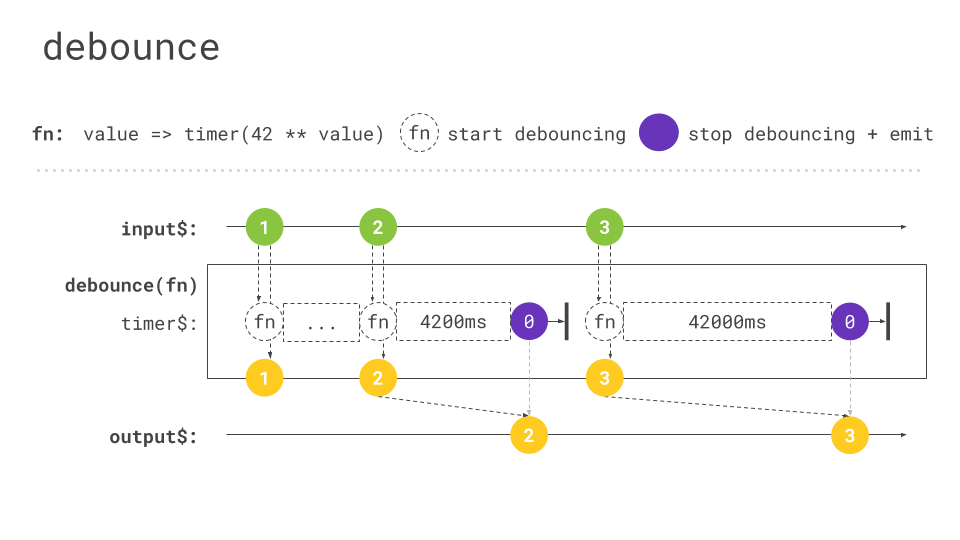 debounce
fn: value => timer(42 ** value) fn start debouncing stop debouncing + emit
input$: 1 2 3
debounce(fn)
timer$: fn ... fn 4200ms 0 fn 42000ms 0
1 2 3
output$: 2 3